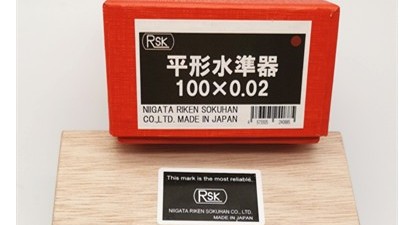 RSK
平形水準器
100×0.02
NIIGATA RIKEN SOKUHAN
CO.,LTD. MADE IN JAPAN
This mark is the most reliable.
RSK
NIIGATA RIKEN SOKUHAN CO., LTD.
MADE IN JAPAN